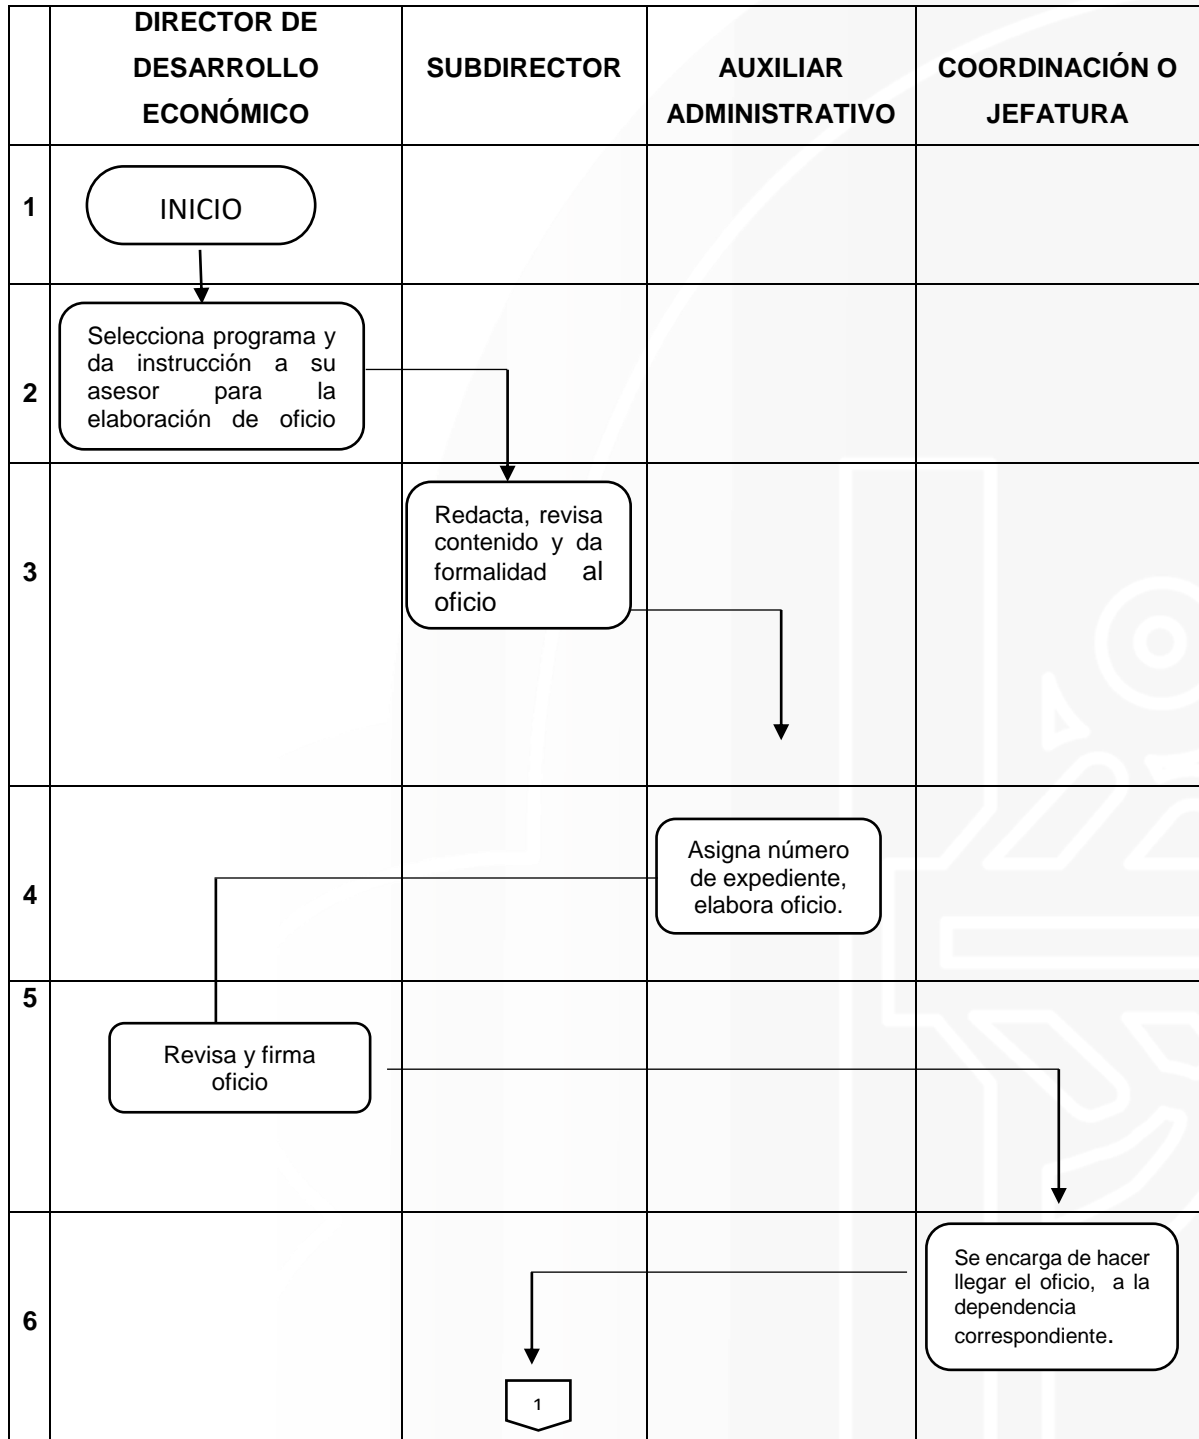 DIRECTOR DE
DESARROLLO
ECONÓMICO
SUBDIRECTOR
AUXILIAR
ADMINISTRATIVO
COORDINACIÓN O
JEFATURA
1
INICIO
2
Selecciona programa y
da instrucción a su
asesor para la
elaboración de oficio
3
Redacta, revisa
contenido y da
formalidad al
oficio
4
Asigna número
de expediente,
elabora oficio.
5
Revisa y firma
oficio
6
Se encarga de hacer
llegar el oficio, a la
dependencia
correspondiente.
1